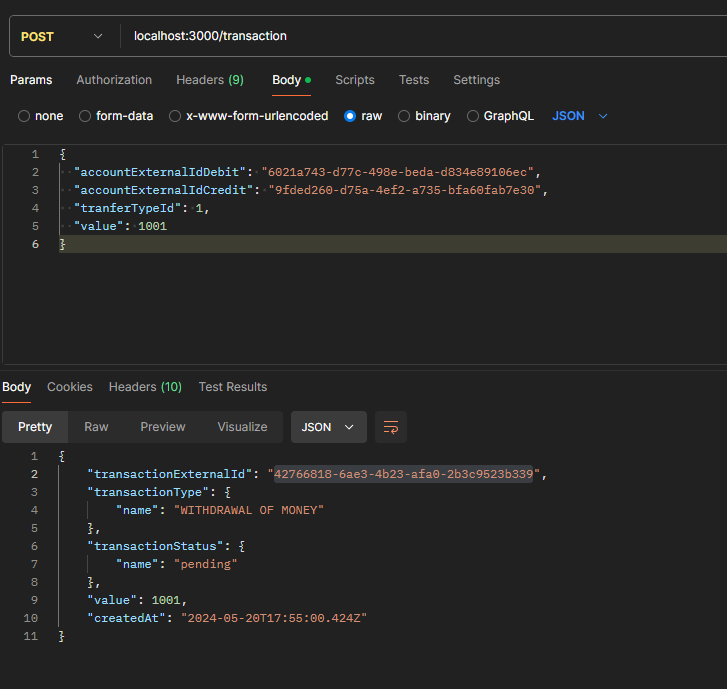 POST localhost:3000/transaction
Params Authorization Headers (9) Body Scripts Tests Settings
none form-data x-www-form-urlencoded raw binary GraphQL JSON
1 {
2 "accountExternalIdDebit": "6021a743-d77c-498e-beda-d834e89106ec",
3 "accountExternalIdCredit": "9fded260-d75a-4ef2-a735-bfa60fab7e30",
4 "tranferTypeId": 1,
5 "value": 1001
6 }
Body Cookies Headers (10) Test Results
Pretty Raw Preview Visualize JSON
1 {
2 "transactionExternalId": "42766818-6ae3-4b23-afa0-2b3c9523b339",
3 "transactionType": {
4 "name": "WITHDRAWAL OF MONEY"
5 },
6 "transactionStatus": {
7 "name": "pending"
8 },
9 "value": 1001,
10 "createdAt": "2024-05-20T17:55:00.424Z"
11 }